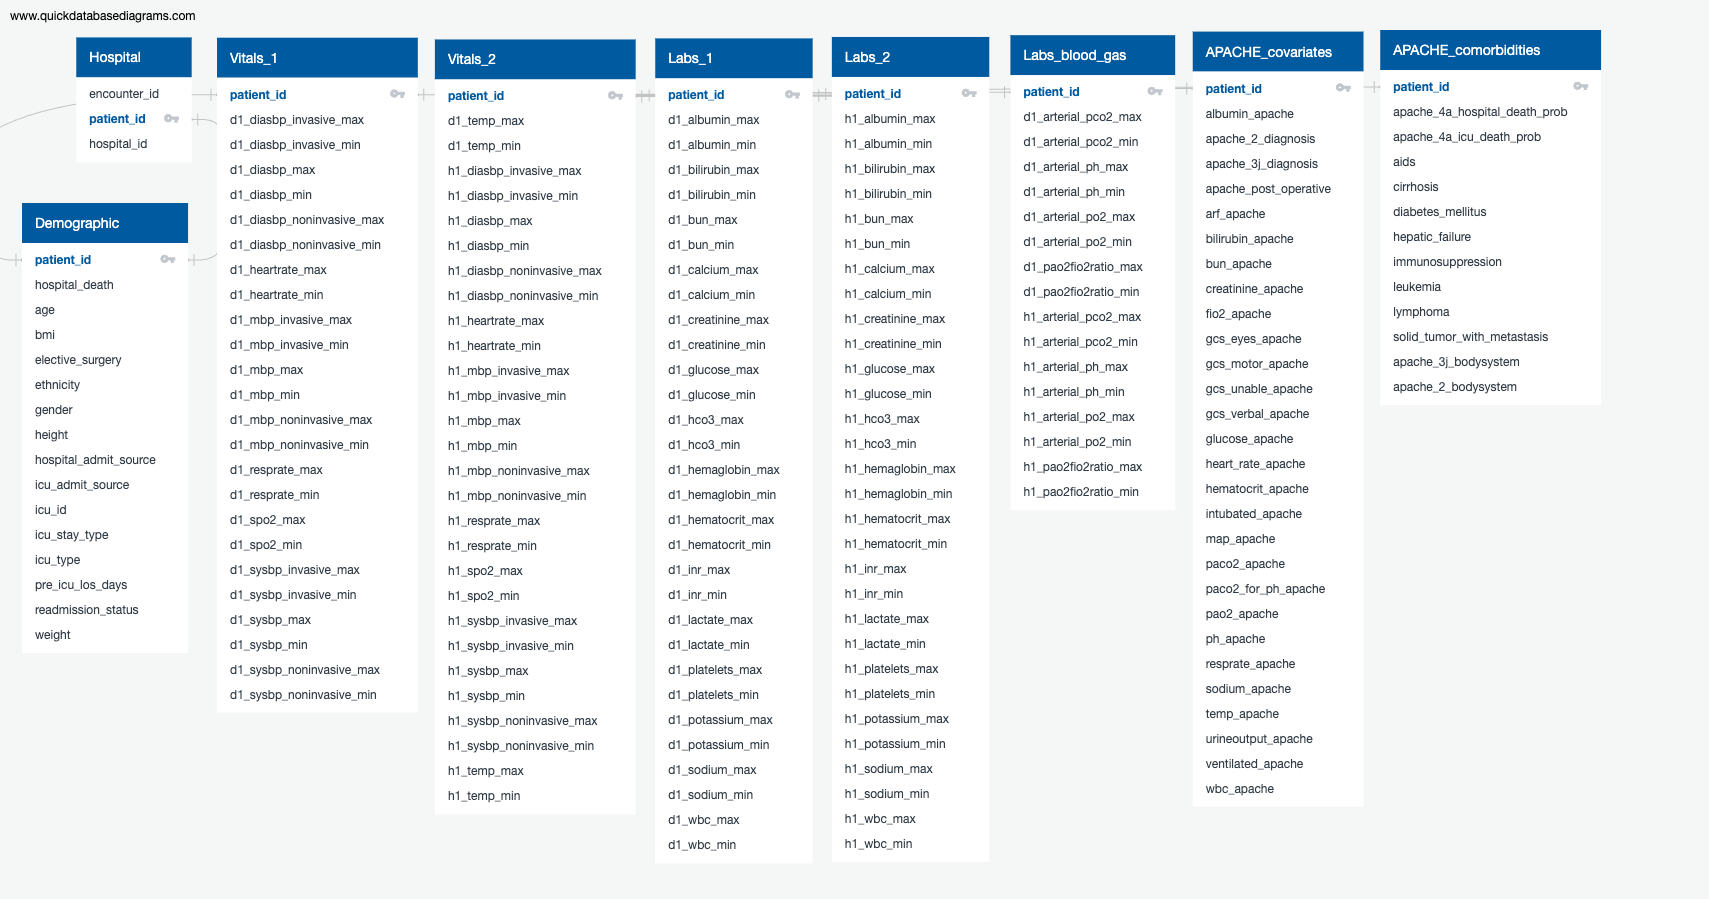 www.quickdatabasediagrams.com
Hospital
encounter_id
patient_id
hospital_id
Demographic
patient_id
hospital_death
age
bmi
elective_surgery
ethnicity
gender
height
hospital_admit_source
icu_admit_source
icu_id
icu_stay_type
icu_type
pre_icu_los_days
readmission_status
weight
Vitals_1
patient_id
d1_diasbp_invasive_max
d1_diasbp_invasive_min
d1_diasbp_max
d1_diasbp_min
d1_diasbp_noninvasive_max
d1_diasbp_noninvasive_min
d1_heartrate_max
d1_heartrate_min
d1_mbp_invasive_max
d1_mbp_invasive_min
d1_mbp_max
d1_mbp_min
d1_mbp_noninvasive_max
d1_mbp_noninvasive_min
d1_resprate_max
d1_resprate_min
d1_spo2_max
d1_spo2_min
d1_sysbp_invasive_max
d1_sysbp_invasive_min
d1_sysbp_max
d1_sysbp_min
d1_sysbp_noninvasive_max
d1_sysbp_noninvasive_min
Vitals_2
patient_id
d1_temp_max
d1_temp_min
h1_diasbp_invasive_max
h1_diasbp_invasive_min
h1_diasbp_max
h1_diasbp_min
h1_diasbp_noninvasive_max
h1_diasbp_noninvasive_min
h1_heartrate_max
h1_heartrate_min
h1_mbp_invasive_max
h1_mbp_invasive_min
h1_mbp_max
h1_mbp_min
h1_mbp_noninvasive_max
h1_mbp_noninvasive_min
h1_resprate_max
h1_resprate_min
h1_spo2_max
h1_spo2_min
h1_sysbp_invasive_max
h1_sysbp_invasive_min
h1_sysbp_max
h1_sysbp_min
h1_sysbp_noninvasive_max
h1_sysbp_noninvasive_min
h1_temp_max
h1_temp_min
Labs_1
patient_id
d1_albumin_max
d1_albumin_min
d1_bilirubin_max
d1_bilirubin_min
d1_bun_max
d1_bun_min
d1_calcium_max
d1_calcium_min
d1_creatinine_max
d1_creatinine_min
d1_glucose_max
d1_glucose_min
d1_hco3_max
d1_hco3_min
d1_hemaglobin_max
d1_hemaglobin_min
d1_hematocrit_max
d1_hematocrit_min
d1_inr_max
d1_inr_min
d1_lactate_max
d1_lactate_min
d1_platelets_max
d1_platelets_min
d1_potassium_max
d1_potassium_min
d1_sodium_max
d1_sodium_min
d1_wbc_max
d1_wbc_min
Labs_2
patient_id
h1_albumin_max
h1_albumin_min
h1_bilirubin_max
h1_bilirubin_min
h1_bun_max
h1_bun_min
h1_calcium_max
h1_calcium_min
h1_creatinine_max
h1_creatinine_min
h1_glucose_max
h1_glucose_min
h1_hco3_max
h1_hco3_min
h1_hemaglobin_max
h1_hemaglobin_min
h1_hematocrit_max
h1_hematocrit_min
h1_inr_max
h1_inr_min
h1_lactate_max
h1_lactate_min
h1_platelets_max
h1_platelets_min
h1_potassium_max
h1_potassium_min
h1_sodium_max
h1_sodium_min
h1_wbc_max
h1_wbc_min
Labs_blood_gas
patient_id
d1_arterial_pco2_max
d1_arterial_pco2_min
d1_arterial_ph_max
d1_arterial_ph_min
d1_arterial_po2_max
d1_arterial_po2_min
d1_pao2fio2ratio_max
d1_pao2fio2ratio_min
h1_arterial_pco2_max
h1_arterial_pco2_min
h1_arterial_ph_max
h1_arterial_ph_min
h1_arterial_po2_max
h1_arterial_po2_min
h1_pao2fio2ratio_max
h1_pao2fio2ratio_min
APACHE_covariates
patient_id
albumin_apache
apache_2_diagnosis
apache_3j_diagnosis
apache_post_operative
arf_apache
bilirubin_apache
bun_apache
creatinine_apache
fio2_apache
gcs_eyes_apache
gcs_motor_apache
gcs_unable_apache
gcs_verbal_apache
glucose_apache
heart_rate_apache
hematocrit_apache
intubated_apache
map_apache
paco2_apache
paco2_for_ph_apache
pao2_apache
ph_apache
resprate_apache
sodium_apache
temp_apache
urineoutput_apache
ventilated_apache
wbc_apache
APACHE_comorbidities
patient_id
apache_4a_hospital_death_prob
apache_4a_icu_death_prob
aids
cirrhosis
diabetes_mellitus
hepatic_failure
immunosuppression
leukemia
lymphoma
solid_tumor_with_metastasis
apache_3j_bodysystem
apache_2_bodysystem